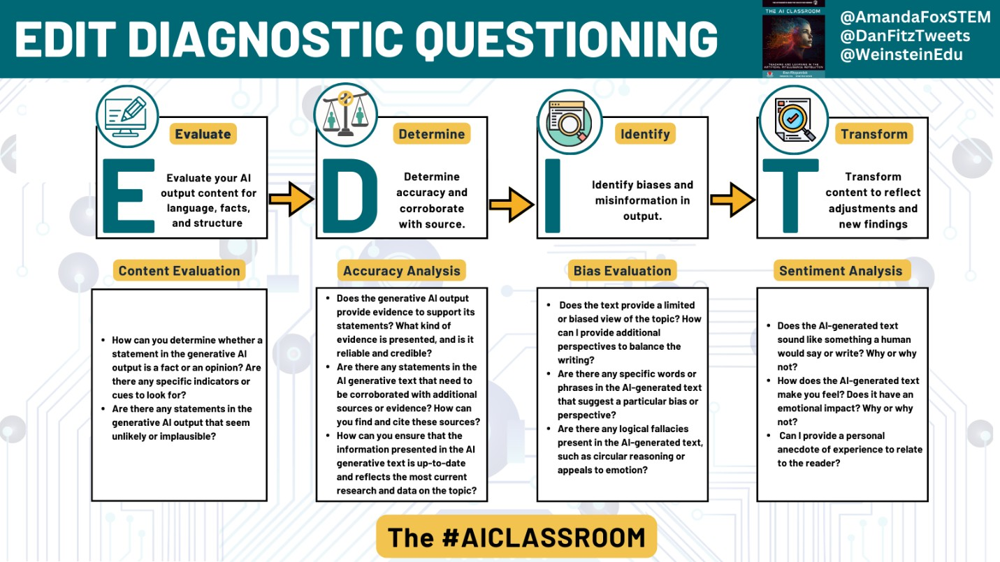 EDIT DIAGNOSTIC QUESTIONING
THE AI CLASSROOM
TEACHING AND LEARNING IN THE
ARTIFICIAL INTELLIGENCE REVOLUTION
Dan Fitzpatrick
@AmandaFoxSTEM
@DanFitzTweets
@WeinsteinEdu
Evaluate
E
Evaluate your AI
output content for
language, facts,
and structure
Determine
D
Determine
accuracy and
corroborate
with source.
Identify
I
Identify biases and
misinformation in
output.
Transform
T
Transform
content to reflect
adjustments and
new findings
Content Evaluation
• How can you determine whether a
statement in the generative AI
output is a fact or an opinion? Are
there any specific indicators or
cues to look for?
• Are there any statements in the
generative AI output that seem
unlikely or implausible?
Accuracy Analysis
• Does the generative AI output
provide evidence to support its
statements? What kind of
evidence is presented, and is it
reliable and credible?
• Are there any statements in the
AI generative text that need to
be corroborated with additional
sources or evidence? How can
you find and cite these sources?
• How can you ensure that the
information presented in the AI
generative text is up-to-date
and reflects the most current
research and data on the topic?
Bias Evaluation
• Does the text provide a limited
or biased view of the topic? How
can I provide additional
perspectives to balance the
writing?
• Are there any specific words or
phrases in the AI-generated text
that suggest a particular bias or
perspective?
• Are there any logical fallacies
present in the AI-generated text,
such as circular reasoning or
appeals to emotion?
Sentiment Analysis
• Does the AI-generated text
sound like something a human
would say or write? Why or why
not?
• How does the AI-generated text
make you feel? Does it have an
emotional impact? Why or why
not?
• Can I provide a personal
anecdote of experience to relate
to the reader?
The #AICLASSROOM